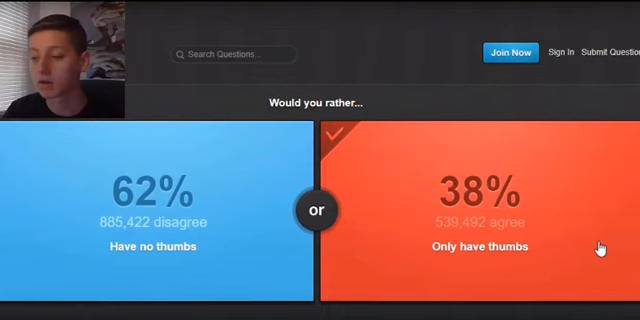 Search Questions...
Join Now
Sign In
Submit Question
Would you rather...
62%
885,422 disagree
Have no thumbs
or
38%
539,492 agree
Only have thumbs